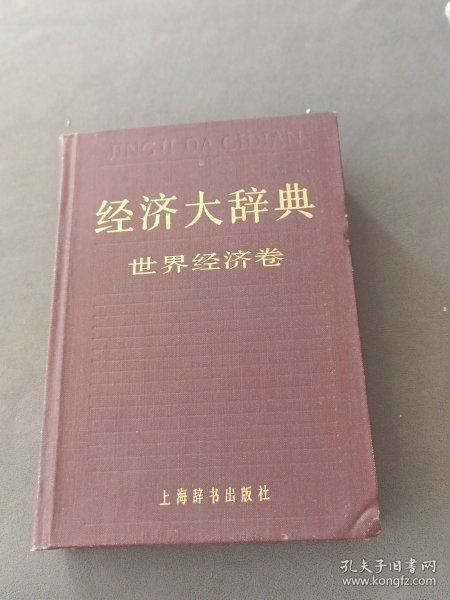 JINGJI DA CIDIAN
经济大辞典
世界经济卷
上海辞书出版社
孔夫子旧书网
www.kongfz.com